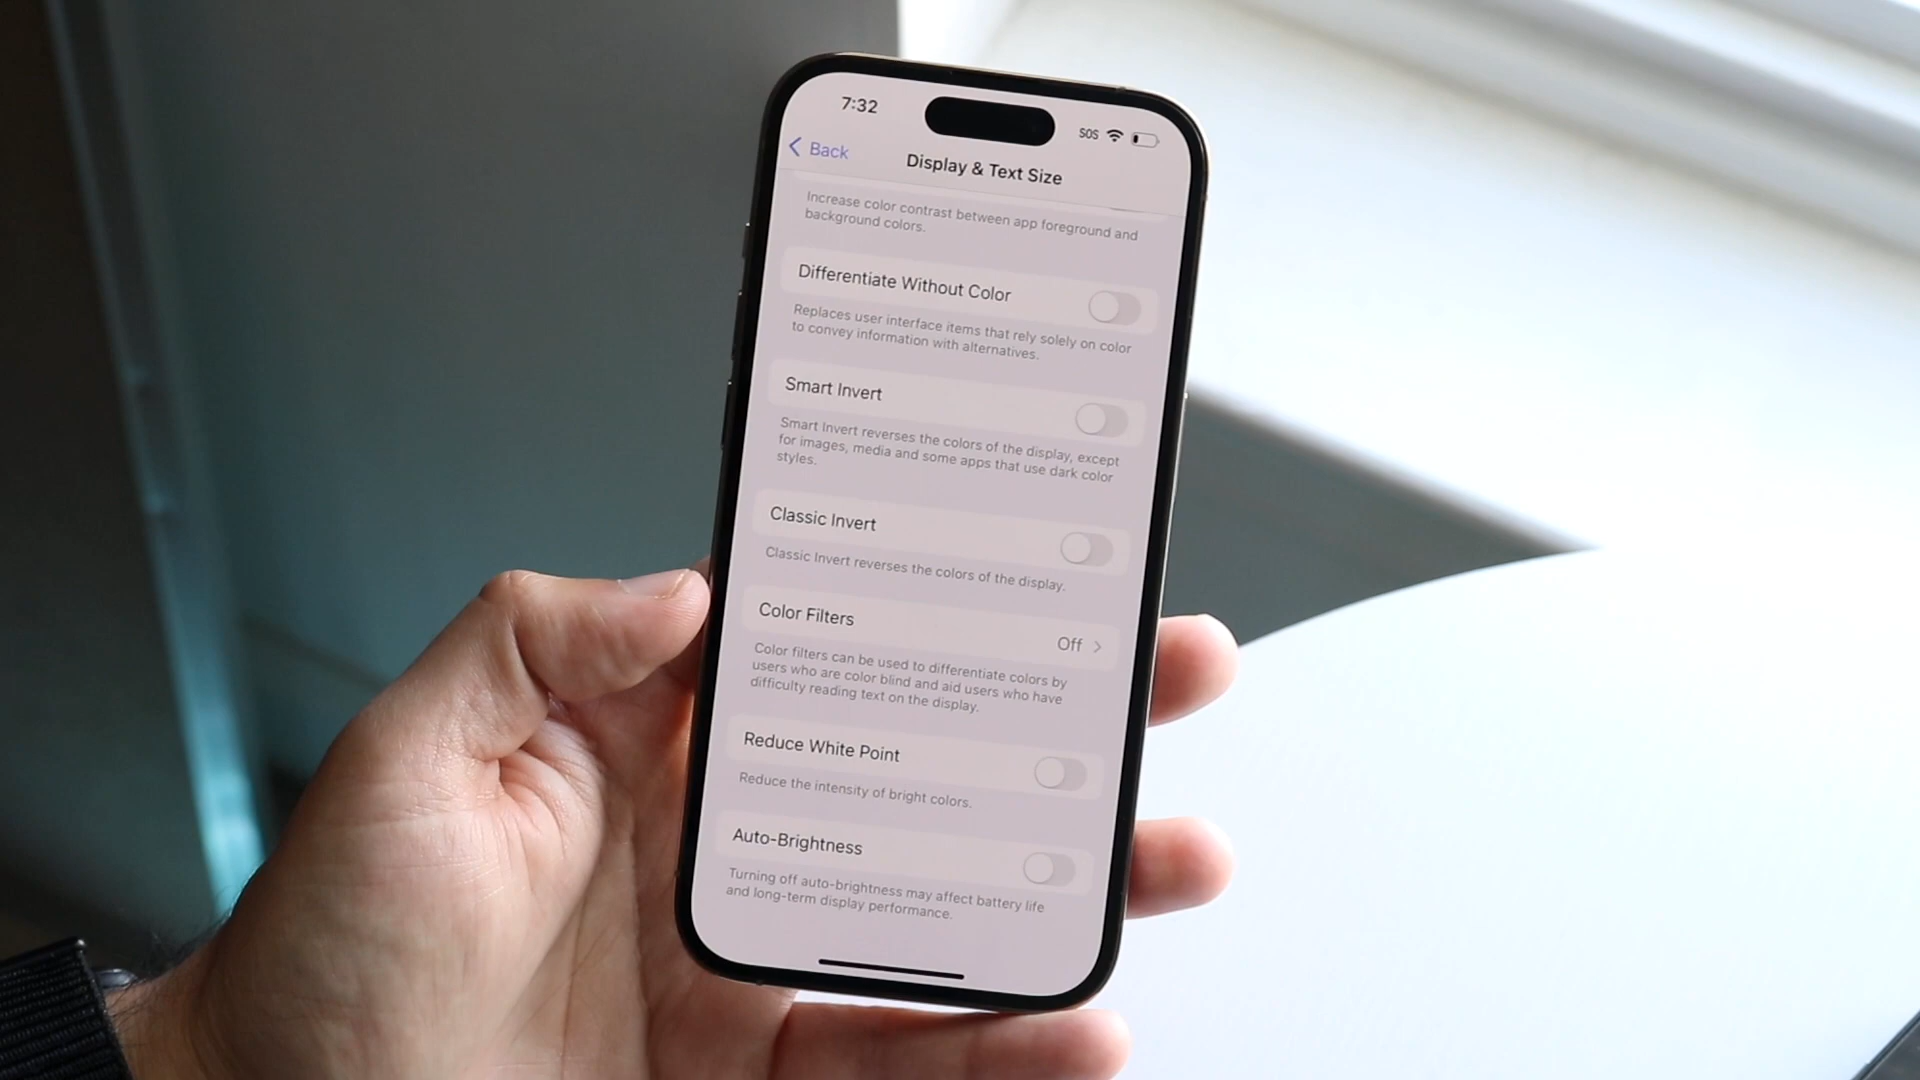 7:32
SOS
Back
Display & Text Size
Increase color contrast between app foreground and
background colors.
Differentiate Without Color
Replaces user interface items that rely solely on color
to convey information with alternatives.
Smart Invert
Smart Invert reverses the colors of the display, except
for images, media and some apps that use dark color
styles.
Classic Invert
Classic Invert reverses the colors of the display.
Color Filters
Off
Color filters can be used to differentiate colors by
users who are color blind and aid users who have
difficulty reading text on the display.
Reduce White Point
Reduce the intensity of bright colors.
Auto-Brightness
Turning off auto-brightness may affect battery life
and long-term display performance.